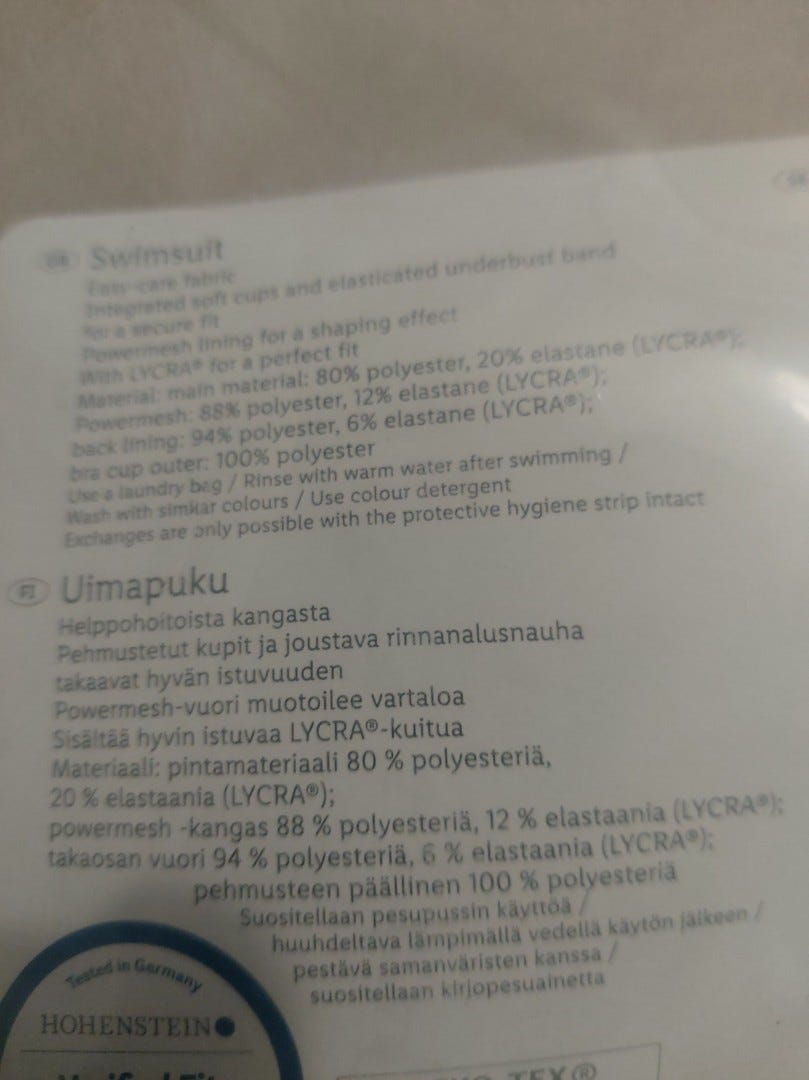 GB Swimsuit
Easy-care fabric
Integrated soft cups and elasticated underbust band
for a secure fit
Powermesh lining for a shaping effect
With LYCRA® for a perfect fit
Material: main material: 80% polyester, 20% elastane (LYCRA®);
Powermesh: 88% polyester, 12% elastane (LYCRA®);
back lining: 94% polyester, 6% elastane (LYCRA®);
bra cup outer: 100% polyester
Use a laundry bag / Rinse with warm water after swimming /
Wash with similar colours / Use colour detergent
Exchanges are only possible with the protective hygiene strip intact
FI Uimapuku
Helppohoitoista kangasta
Pehmustetut kupit ja joustava rinnanalusnauha
takaavat hyvän istuvuuden
Powermesh-vuori muotoilee vartaloa
Sisältää hyvin istuvaa LYCRA®-kuitua
Materiaali: pintamateriaali 80 % polyesteriä,
20 % elastaania (LYCRA®);
powermesh -kangas 88 % polyesteriä, 12 % elastaania (LYCRA®);
takaosan vuori 94 % polyesteriä, 6 % elastaania (LYCRA®);
pehmusteen päällinen 100 % polyesteriä
Suositellaan pesupussin käyttöä /
huuhdeltava lämpimällä vedellä käytön jälkeen /
pestävä samanväristen kanssa /
suositellaan kirjopesuainetta
Tested in Germany
HOHENSTEIN